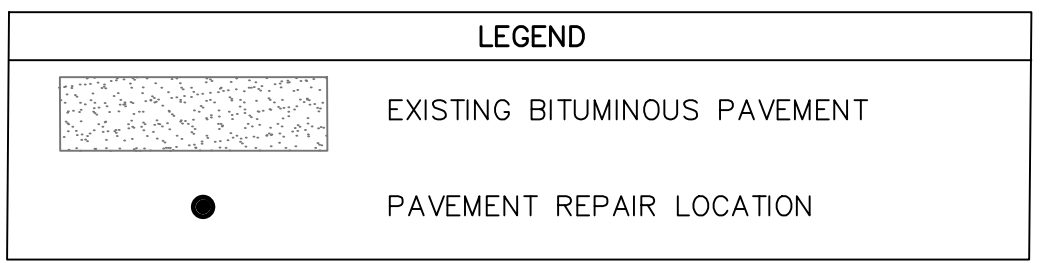 LEGEND
EXISTING BITUMINOUS PAVEMENT
PAVEMENT REPAIR LOCATION